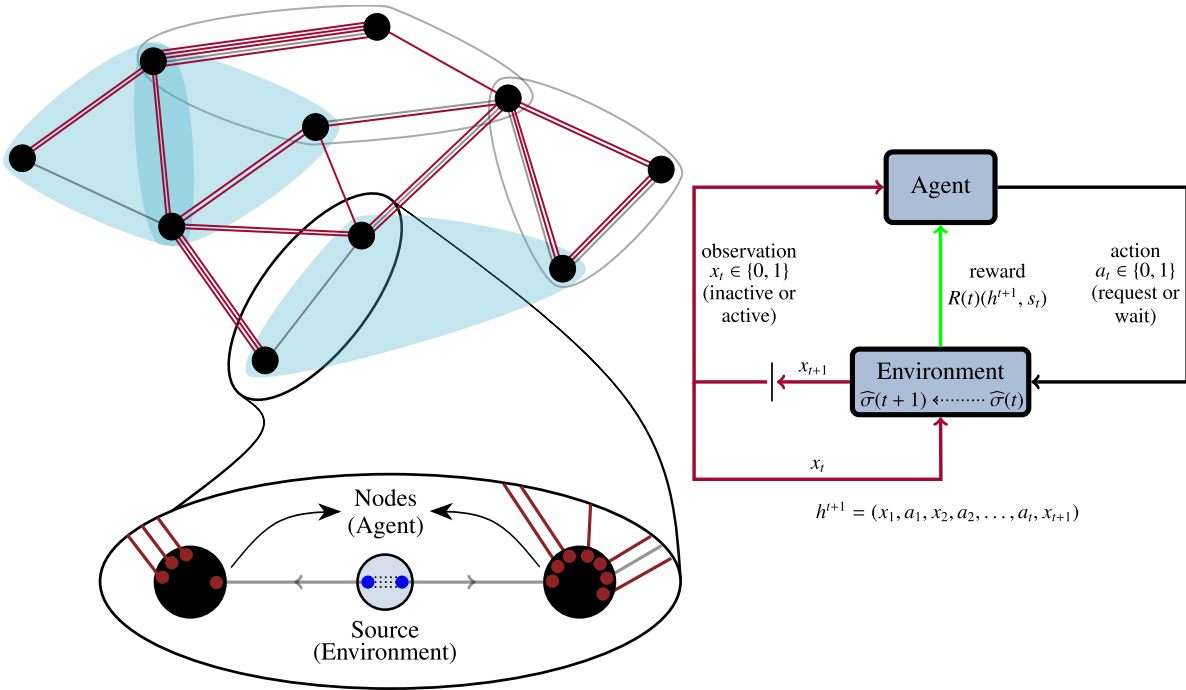 Agent
observation
x_t ∈ {0, 1}
(inactive or
active)
reward
R(t)(h^{t+1}, s_t)
action
a_t ∈ {0, 1}
(request or
wait)
x_{t+1}
Environment
σ̂(t + 1) ⇠ σ̂(t)
x_t
h^{t+1} = (x_1, a_1, x_2, a_2, . . . , a_t, x_{t+1})
Nodes
(Agent)
Source
(Environment)